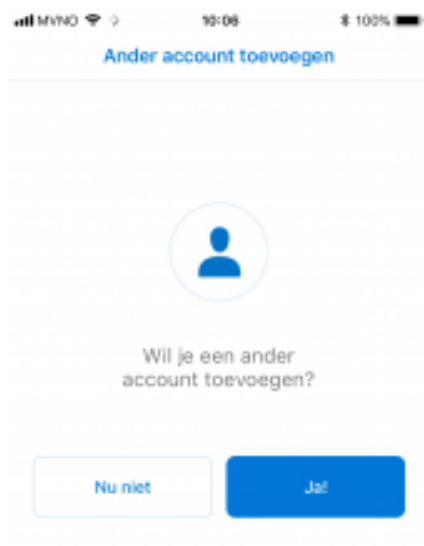 MVNO 10:06 100%
Ander account toevoegen
Wil je een ander
account toevoegen?
Nu niet Ja!